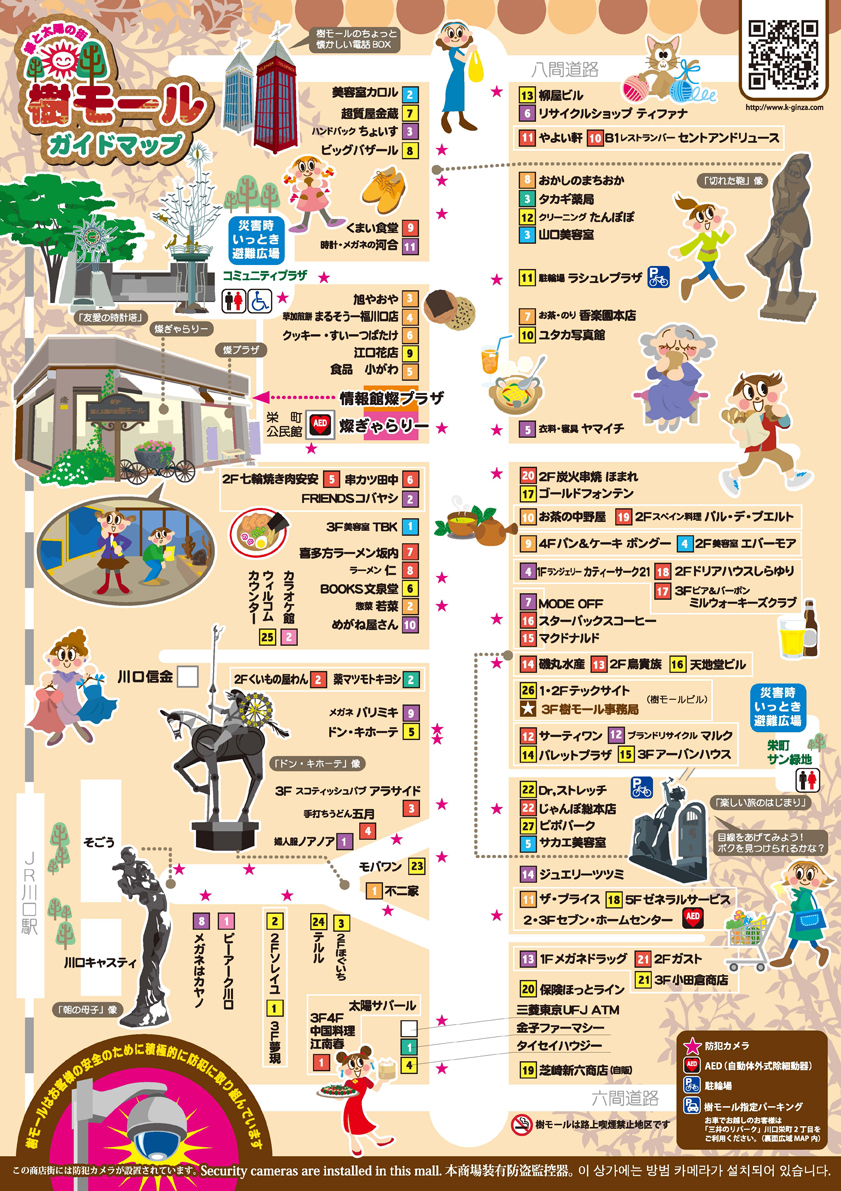 緑と太陽の街
樹モール
ガイドマップ
樹モールのちょっと
懐かしい電話BOX
http://www.k-ginza.com
八間道路
美容室カロル 2
超質屋金蔵 7
ハンドバック ちょいす 3
ビッグバザール 8
13 柳屋ビル
6 リサイクルショップ ティファナ
11 やよい軒 10 B1レストランバー セントアンドリュース
「切れた鞄」像
8 おかしのまちおか
3 タカギ薬局
12 クリーニング たんぽぽ
3 山口美容室
災害時
いっとき
避難広場
くまい食堂 9
時計・メガネの河合 11
コミュニティプラザ
11 駐輪場 ラシュレプラザ
「友愛の時計塔」
燦ぎゃらりー
燦プラザ
旭やおや 3
草加煎餅 まるそう一福川口店 4
クッキー・すいーつぱたけ 6
江口花店 9
食品 小がわ 5
7 お茶・のり 香楽園本店
10 ユタカ写真館
情報館燦プラザ
栄町
公民館
AED
燦ぎゃらりー
5 衣料・寝具 ヤマイチ
2F七輪焼き肉安安 5 串カツ田中 6
FRIENDSコバヤシ 2
20 2F炭火串焼 ほまれ
17 ゴールドフォンテン
3F美容室 TBK 1
10 お茶の中野屋 19 2Fスペイン料理 バル・デ・プエルト
9 4Fパン&ケーキ ボングー 4 2F美容室 エバーモア
喜多方ラーメン坂内 7
ラーメン 仁 8
BOOKS文泉堂 6
惣菜 若菜 2
めがね屋さん 10
カラオケ館 2
ウィルコム
カウンター 25
4 1Fランジェリー カティーサーク21 18 2Fドリアハウスしらゆり
17 3Fビア&バーボン
ミルウォーキーズクラブ
7 MODE OFF
16 スターバックスコーヒー
15 マクドナルド
14 磯丸水産 13 2F鳥貴族 16 天地堂ビル
川口信金
2Fくいもの屋わん 2 薬マツモトキヨシ 2
26 1・2Fテックサイト
3F樹モール事務局
(樹モールビル)
災害時
いっとき
避難広場
栄町
サン緑地
メガネ パリミキ 9
ドン・キホーテ 5
12 サーティワン 12 ブランドリサイクル マルク
14 パレットプラザ 15 3Fアーバンハウス
「ドン・キホーテ」像
3F スコティッシュパブ アラサイド 3
手打ちうどん 五月 4
婦人服ノアノア 1
22 Dr,ストレッチ
22 じゃんぼ総本店
27 ピボパーク
5 サカエ美容室
「楽しい旅のはじまり」
目線をあげてみよう!
ボクを見つけられるかな?
JR川口駅
そごう
モバワン 23
1 不二家
14 ジュエリーツツミ
11 ザ・プライス 18 5Fゼネラルサービス
2・3Fセブン・ホームセンター AED
川口キャスティ
「朝の母子」像
8 メガネはカヤノ
1 ピーアーク川口
2 2Fソレイユ
1 3F夢現
24 テルル
3 2Fほぐいち
13 1Fメガネドラッグ 21 2Fガスト
21 3F小田倉商店
20 保険ほっとライン
太陽サパール
3F4F
中国料理
江南春
1
三菱東京UFJ ATM
1 金子ファーマシー
4 タイセイハウジー
19 芝崎新六商店(自販)
六間道路
樹モールは路上喫煙禁止地区です
防犯カメラ
AED(自動体外式除細動器)
駐輪場
樹モール指定パーキング
お車でお越しのお客様は
「三井のリパーク」川口栄町2丁目を
ご利用ください。(裏面広域MAP内)
樹モールはお客様の安全のために積極的に防犯に取り組んでいます
この商店街には防犯カメラが設置されています。 Security cameras are installed in this mall. 本商場装有防盗監控器。 이 상가에는 방범 카메라가 설치되어 있습니다.